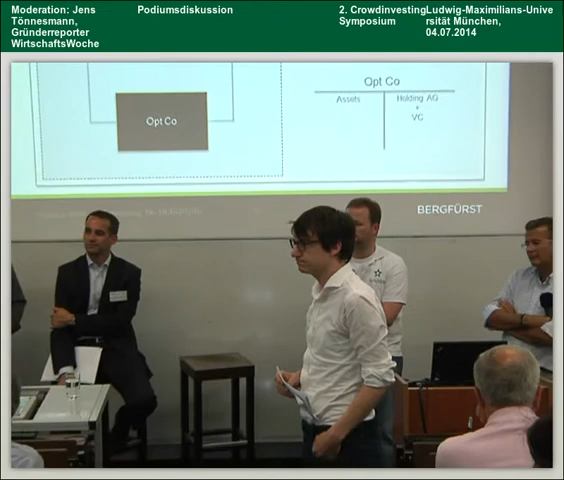 Moderation: Jens
Tönnesmann,
Gründerreporter
WirtschaftsWoche
Podiumsdiskussion
2. Crowdinvesting
Symposium
Ludwig-Maximilians-Unive
rsität München,
04.07.2014
Opt Co
Opt Co
Assets
Holding AG
+
VC
BERGFÜRST